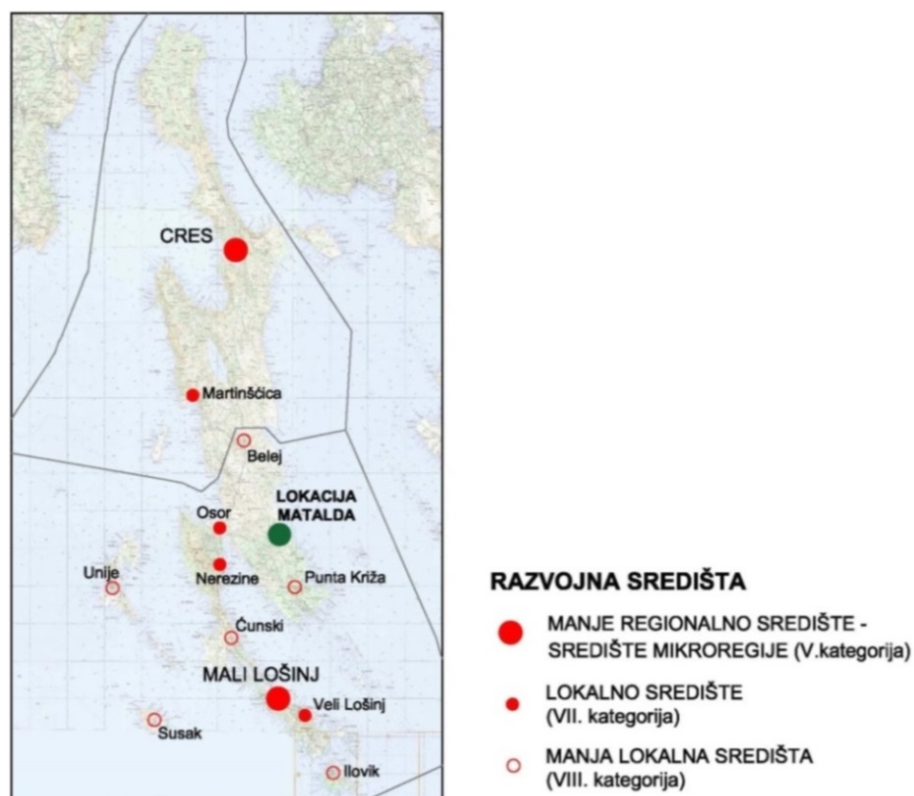 CRES
Martinšćica
Belej
LOKACIJA
MATALDA
Osor
Nerezine
Unije
Punta Križa
Ćunski
MALI LOŠINJ
Veli Lošinj
Susak
Ilovik
RAZVOJNA SREDIŠTA
MANJE REGIONALNO SREDIŠTE -
SREDIŠTE MIKROREGIJE (V.kategorija)
LOKALNO SREDIŠTE
(VII. kategorija)
MANJA LOKALNA SREDIŠTA
(VIII. kategorija)